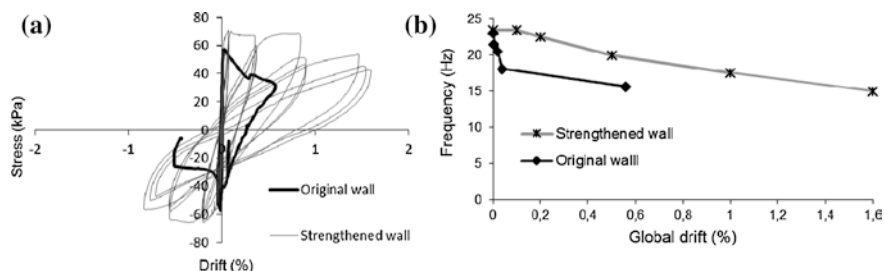 (a)
80
60
40
20
0
-20
-40
-60
-80
-2
-1
0
1
2
Stress (kPa)
Drift (%)
Original wall
Strengthened wall
(b)
25
20
15
10
5
0
0
0,2
0,4
0,6
0,8
1
1,2
1,4
1,6
Frequency (Hz)
Global drift (%)
Strengthened wall
Original walll